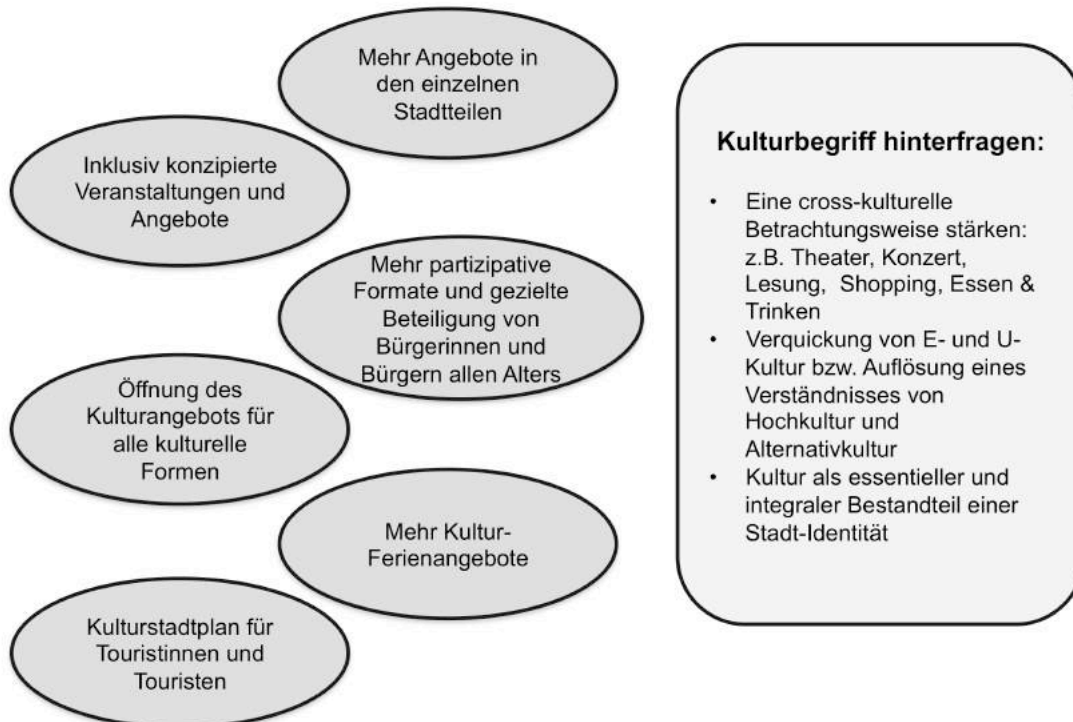 Mehr Angebote in
den einzelnen
Stadtteilen
Inklusiv konzipierte
Veranstaltungen und
Angebote
Mehr partizipative
Formate und gezielte
Beteiligung von
Bürgerinnen und
Bürgern allen Alters
Öffnung des
Kulturangebots für
alle kulturelle
Formen
Mehr Kultur-
Ferienangebote
Kulturstadtplan für
Touristinnen und
Touristen
Kulturbegriff hinterfragen:
• Eine cross-kulturelle
Betrachtungsweise stärken:
z.B. Theater, Konzert,
Lesung, Shopping, Essen &
Trinken
• Verquickung von E- und U-
Kultur bzw. Auflösung eines
Verständnisses von
Hochkultur und
Alternativkultur
• Kultur als essentieller und
integraler Bestandteil einer
Stadt-Identität